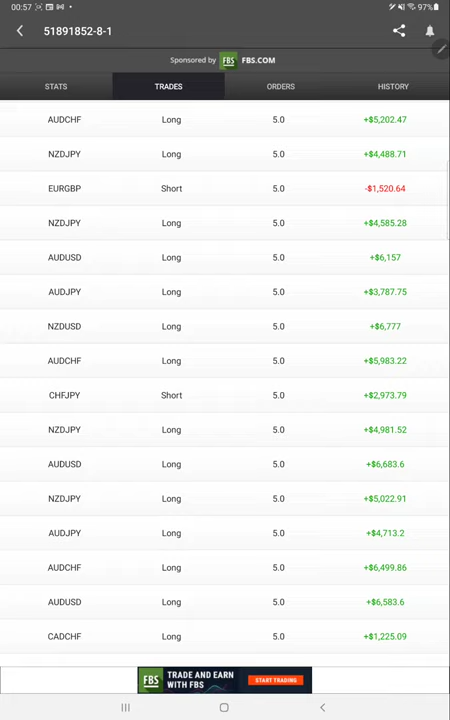 00:57 97%
51891852-8-1
Sponsored by FBS FBS.COM
STATS TRADES ORDERS HISTORY
AUDCHF Long 5.0 +$5,202.47
NZDJPY Long 5.0 +$4,488.71
EURGBP Short 5.0 -$1,520.64
NZDJPY Long 5.0 +$4,585.28
AUDUSD Long 5.0 +$6,157
AUDJPY Long 5.0 +$3,787.75
NZDUSD Long 5.0 +$6,777
AUDCHF Long 5.0 +$5,983.22
CHFJPY Short 5.0 +$2,973.79
NZDJPY Long 5.0 +$4,981.52
AUDUSD Long 5.0 +$6,683.6
NZDJPY Long 5.0 +$5,022.91
AUDJPY Long 5.0 +$4,713.2
AUDCHF Long 5.0 +$6,499.86
AUDUSD Long 5.0 +$6,583.6
CADCHF Long 5.0 +$1,225.09
FBS TRADE AND EARN START TRADING
WITH FBS